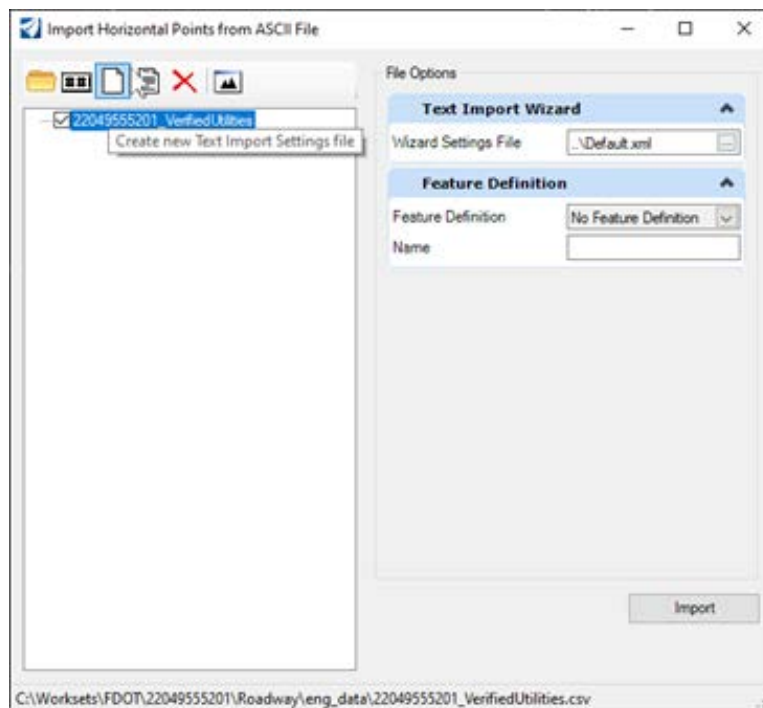 Import Horizontal Points from ASCII File
File Options
22049555201_VerifiedUtilities
Create new Text Import Settings file
Text Import Wizard
Wizard Settings File ..\Default.xml
Feature Definition
Feature Definition No Feature Definition
Name
Import
C:\Worksets\FDOT\22049555201\Roadway\eng_data\22049555201_VerifiedUtilities.csv